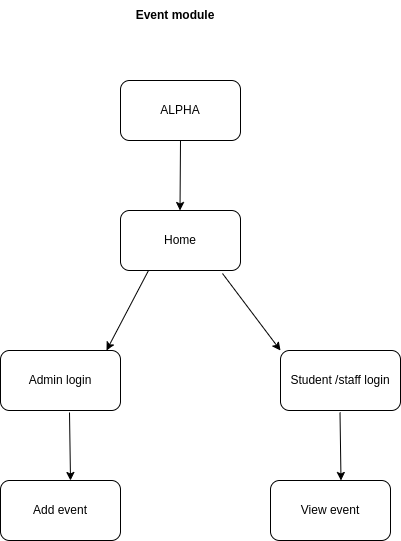 Event module
ALPHA
Home
Admin login
Student /staff login
Add event
View event